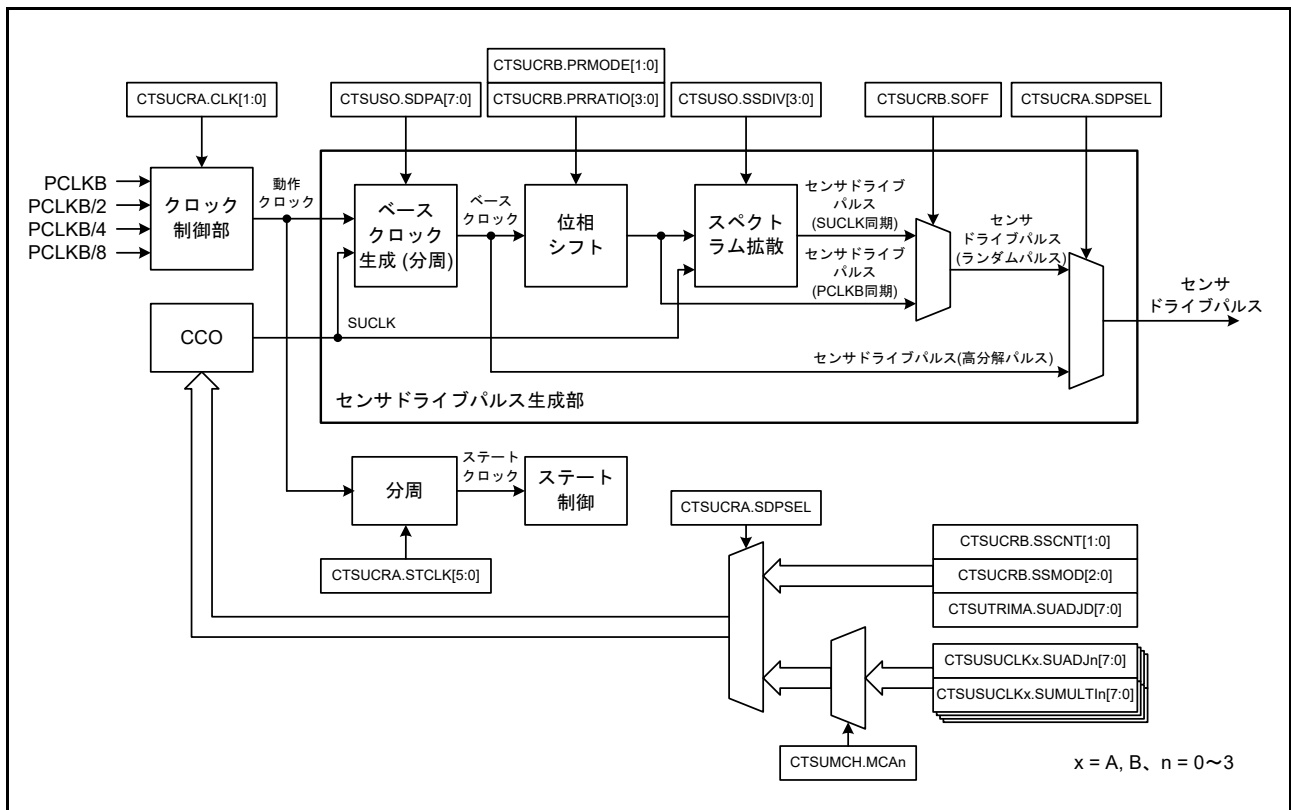 CTSUCRB.PRMODE[1:0]
CTSUCRA.CLK[1:0]
CTSUSO.SDPA[7:0]
CTSUCRB.PRRATIO[3:0]
CTSUSO.SSDIV[3:0]
CTSUCRB.SOFF
CTSUCRA.SDPSEL
PCLKB
PCLKB/2
PCLKB/4
PCLKB/8
クロック
制御部
動作
クロック
ベース
クロック
生成 (分周)
ベース
クロック
位相
シフト
スペクト
ラム拡散
センサドライブ
パルス
(SUCLK同期)
センサドライブ
パルス
(PCLKB同期)
センサ
ドライブパルス
(ランダムパルス)
センサ
ドライブパルス
CCO
SUCLK
センサドライブパルス(高分解パルス)
センサドライブパルス生成部
分周
ステート
クロック
ステート
制御
CTSUCRA.STCLK[5:0]
CTSUCRA.SDPSEL
CTSUCRB.SSCNT[1:0]
CTSUCRB.SSMOD[2:0]
CTSUTRIMA.SUADJD[7:0]
CTSUSUCLKx.SUADJn[7:0]
CTSUSUCLKx.SUMULTIn[7:0]
CTSUMCH.MCAn
x = A, B、n = 0～3